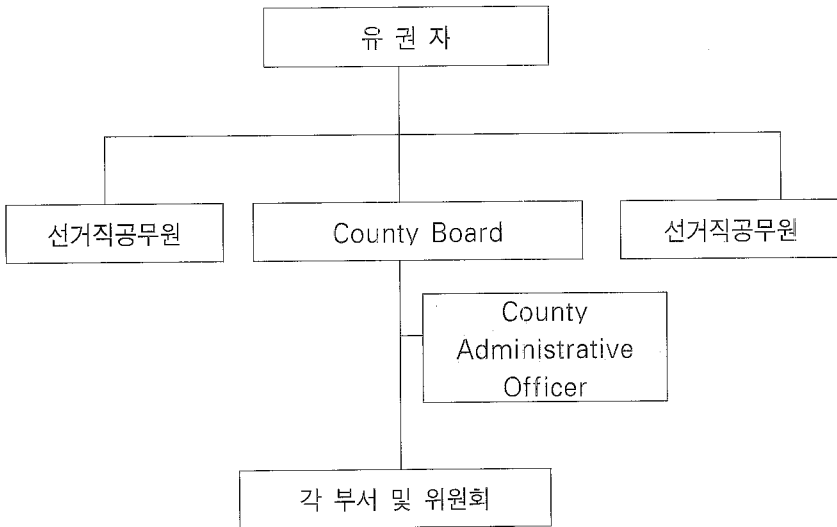 유 권 자
선거직공무원
County Board
선거직공무원
County
Administrative
Officer
각 부서 및 위원회